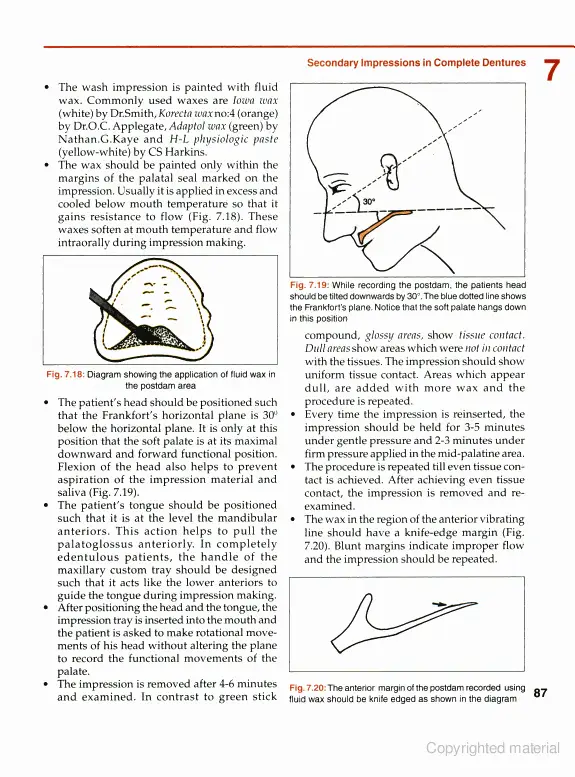 Secondary Impressions in Complete Dentures
7
• The wash impression is painted with fluid
wax. Commonly used waxes are Iowa wax
(white) by Dr.Smith, Korecta wax no:4 (orange)
by Dr.O.C. Applegate, Adaptol wax (green) by
Nathan.G.Kaye and H-L physiologic paste
(yellow-white) by CS Harkins.
• The wax should be painted only within the
margins of the palatal seal marked on the
impression. Usually it is applied in excess and
cooled below mouth temperature so that it
gains resistance to flow (Fig. 7.18). These
waxes soften at mouth temperature and flow
intraorally during impression making.
Fig. 7.18: Diagram showing the application of fluid wax in
the postdam area
• The patient's head should be positioned such
that the Frankfort's horizontal plane is 30°
below the horizontal plane. It is only at this
position that the soft palate is at its maximal
downward and forward functional position.
Flexion of the head also helps to prevent
aspiration of the impression material and
saliva (Fig. 7.19).
• The patient's tongue should be positioned
such that it is at the level the mandibular
anteriors. This action helps to pull the
palatoglossus anteriorly. In completely
edentulous patients, the handle of the
maxillary custom tray should be designed
such that it acts like the lower anteriors to
guide the tongue during impression making.
• After positioning the head and the tongue, the
impression tray is inserted into the mouth and
the patient is asked to make rotational move-
ments of his head without altering the plane
to record the functional movements of the
palate.
• The impression is removed after 4-6 minutes
and examined. In contrast to green stick
30°
Fig. 7.19: While recording the postdam, the patients head
should be tilted downwards by 30°. The blue dotted line shows
the Frankfort's plane. Notice that the soft palate hangs down
in this position
compound, glossy areas, show tissue contact.
Dull areas show areas which were not in contact
with the tissues. The impression should show
uniform tissue contact. Areas which appear
dull, are added with more wax and the
procedure is repeated.
• Every time the impression is reinserted, the
impression should be held for 3-5 minutes
under gentle pressure and 2-3 minutes under
firm pressure applied in the mid-palatine area.
• The procedure is repeated till even tissue con-
tact is achieved. After achieving even tissue
contact, the impression is removed and re-
examined.
• The wax in the region of the anterior vibrating
line should have a knife-edge margin (Fig.
7.20). Blunt margins indicate improper flow
and the impression should be repeated.
Fig. 7.20: The anterior margin of the postdam recorded using
fluid wax should be knife edged as shown in the diagram
87
Copyrighted material